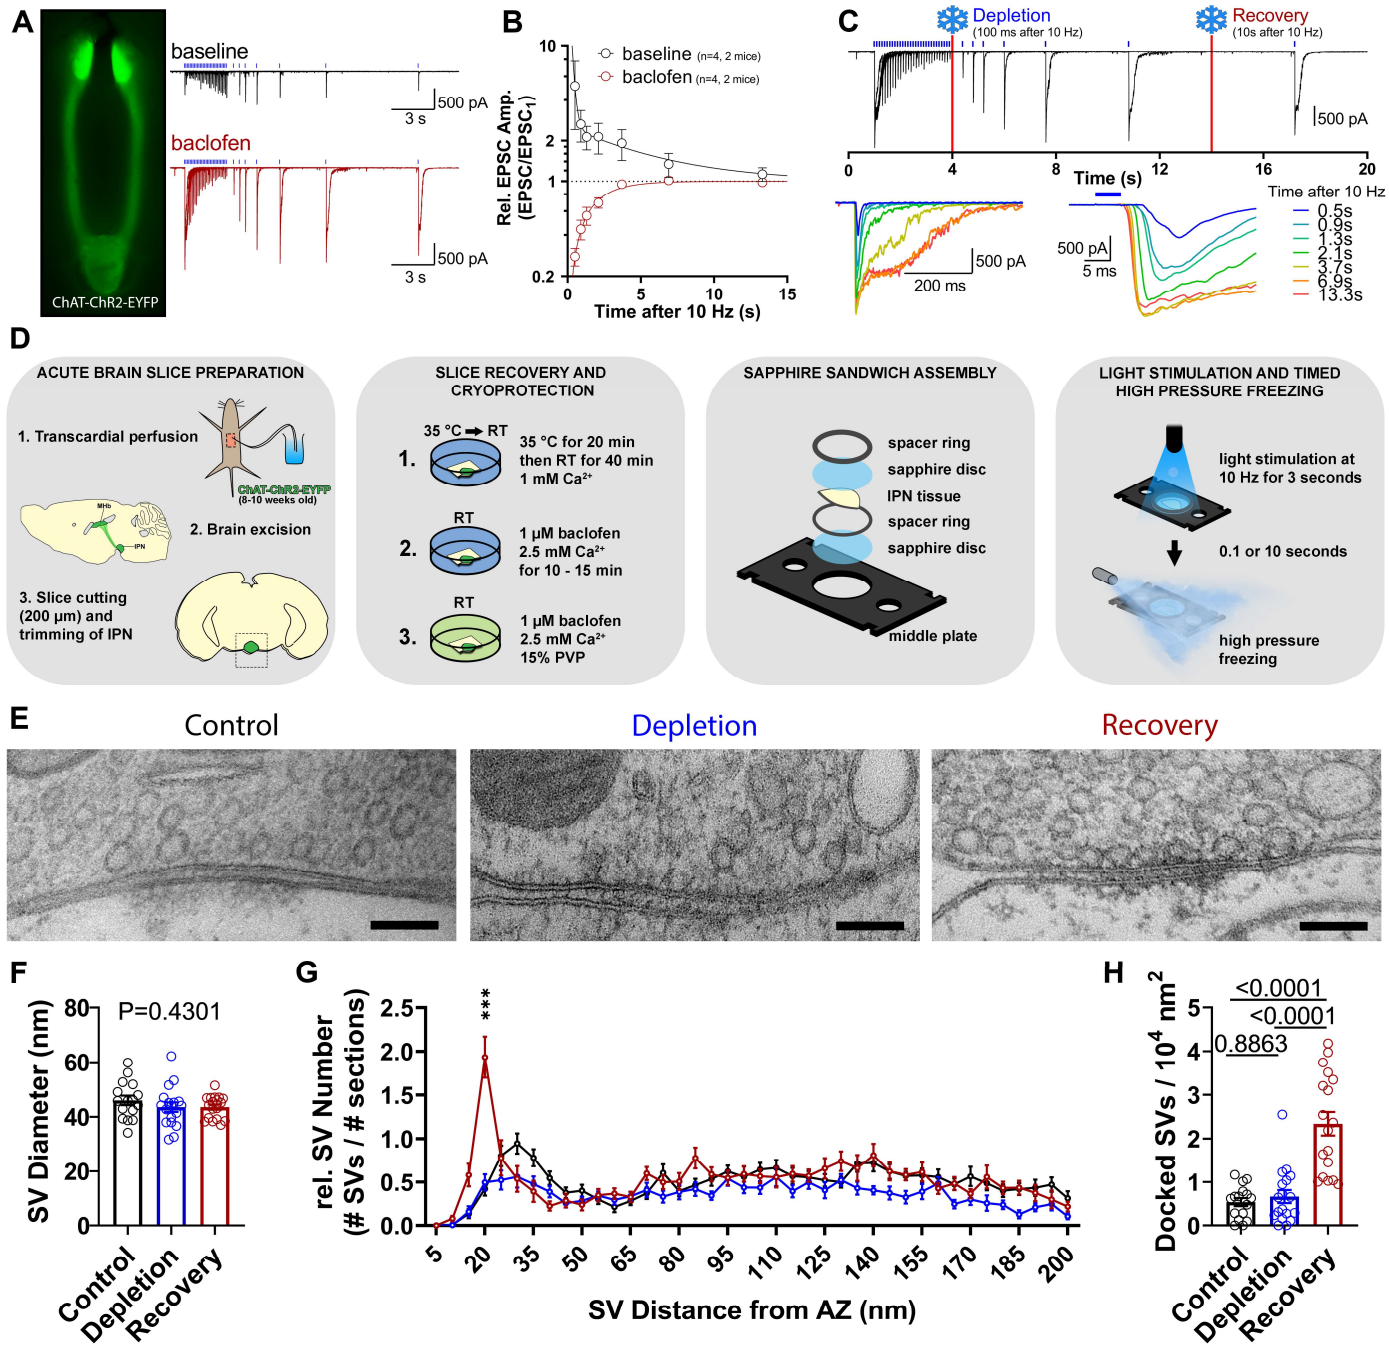 A
baseline
500 pA
3 s
baclofen
500 pA
3 s
ChAT-ChR2-EYFP
B
Rel. EPSC Amp.
(EPSC/EPSC1)
10
2
1
0.2
baseline (n=4, 2 mice)
baclofen (n=4, 2 mice)
0 5 10 15
Time after 10 Hz (s)
C
Depletion
(100 ms after 10 Hz)
Recovery
(10s after 10 Hz)
500 pA
0 4 8 12 16 20
Time (s)
500 pA
200 ms
500 pA
5 ms
Time after 10 Hz
0.5s
0.9s
1.3s
2.1s
3.7s
6.9s
13.3s
D
ACUTE BRAIN SLICE PREPARATION
1. Transcardial perfusion
ChAT-ChR2-EYFP
(8-10 weeks old)
MHb
IPN
2. Brain excision
3. Slice cutting
(200 µm) and
trimming of IPN
SLICE RECOVERY AND
CRYOPROTECTION
35 °C ➡ RT
1.
35 °C for 20 min
then RT for 40 min
1 mM Ca²⁺
RT
2.
1 µM baclofen
2.5 mM Ca²⁺
for 10 - 15 min
RT
3.
1 µM baclofen
2.5 mM Ca²⁺
15% PVP
SAPPHIRE SANDWICH ASSEMBLY
spacer ring
sapphire disc
IPN tissue
spacer ring
sapphire disc
middle plate
LIGHT STIMULATION AND TIMED
HIGH PRESSURE FREEZING
light stimulation at
10 Hz for 3 seconds
0.1 or 10 seconds
high pressure
freezing
E
Control
Depletion
Recovery
F
SV Diameter (nm)
80
60
40
20
0
P=0.4301
Control
Depletion
Recovery
G
rel. SV Number
(# SVs / # sections)
2.5
2.0
1.5
1.0
0.5
0.0
***
5 20 35 50 65 80 95 110 125 140 155 170 185 200
SV Distance from AZ (nm)
H
Docked SVs / 10⁴ nm²
5
4
3
2
1
0
<0.0001
<0.0001
0.8863
Control
Depletion
Recovery